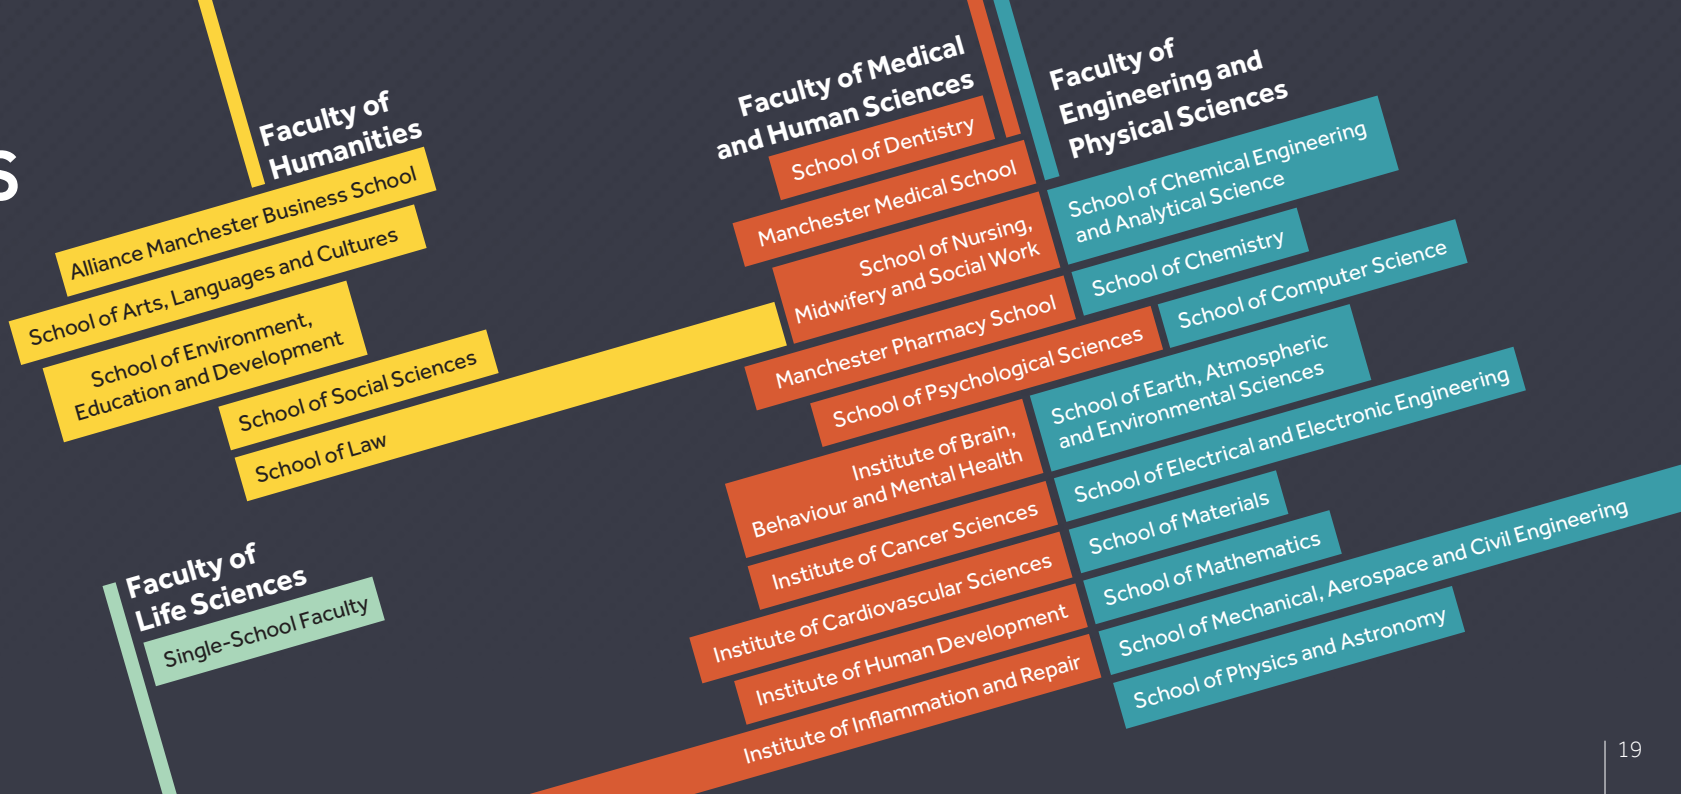 s
Faculty of
Humanities
Alliance Manchester Business School
School of Arts, Languages and Cultures
School of Environment,
Education and Development
School of Social Sciences
School of Law
Faculty of
Life Sciences
Single-School Faculty
Faculty of Medical
and Human Sciences
School of Dentistry
Manchester Medical School
School of Nursing,
Midwifery and Social Work
Manchester Pharmacy School
School of Psychological Sciences
Institute of Brain,
Behaviour and Mental Health
Institute of Cancer Sciences
Institute of Cardiovascular Sciences
Institute of Human Development
Institute of Inflammation and Repair
Faculty of
Engineering and
Physical Sciences
School of Chemical Engineering
and Analytical Science
School of Chemistry
School of Computer Science
School of Earth, Atmospheric
and Environmental Sciences
School of Electrical and Electronic Engineering
School of Materials
School of Mathematics
School of Mechanical, Aerospace and Civil Engineering
School of Physics and Astronomy
19